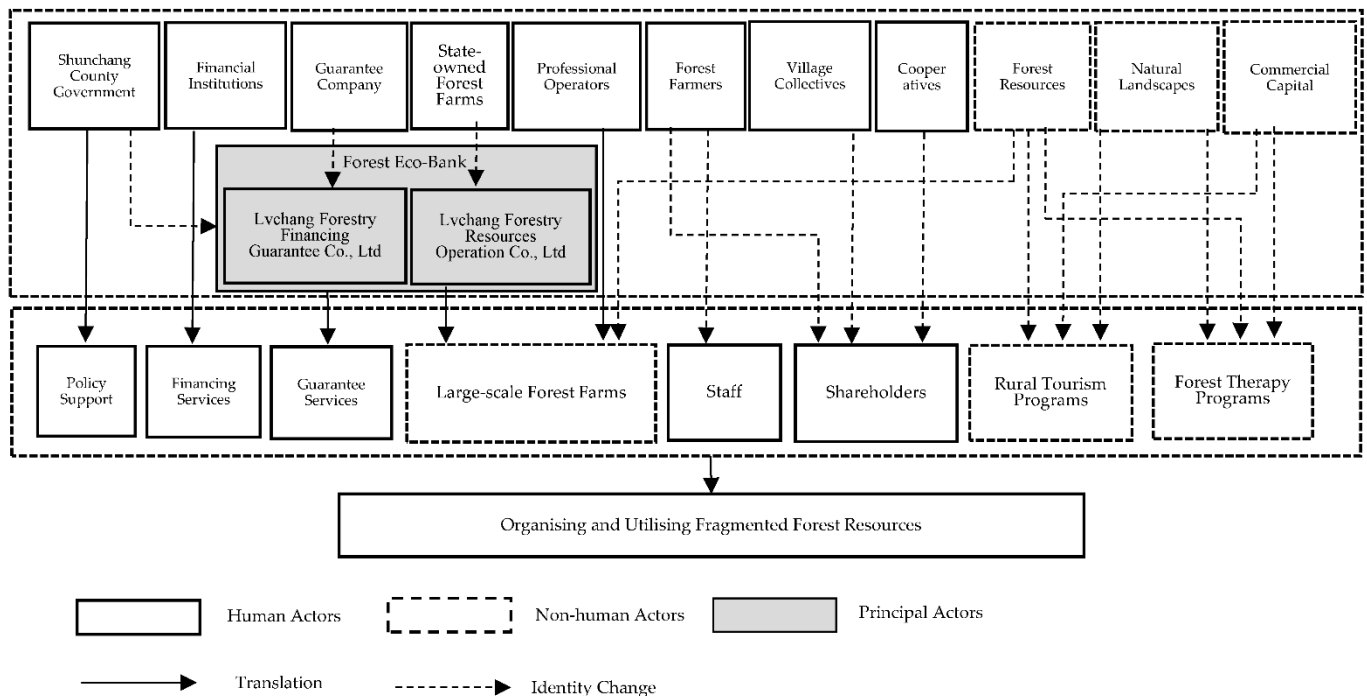 Shunchang
County
Government
Financial
Institutions
Guarantee
Company
State-
owned
Forest
Farms
Professional
Operators
Forest
Farmers
Village
Collectives
Cooper
atives
Forest
Resources
Natural
Landscapes
Commercial
Capital
Forest Eco-Bank
Lvchang Forestry
Financing
Guarantee Co., Ltd
Lvchang Forestry
Resources
Operation Co., Ltd
Policy
Support
Financing
Services
Guarantee
Services
Large-scale Forest Farms
Staff
Shareholders
Rural Tourism
Programs
Forest Therapy
Programs
Organising and Utilising Fragmented Forest Resources
Human Actors
Non-human Actors
Principal Actors
Translation
Identity Change